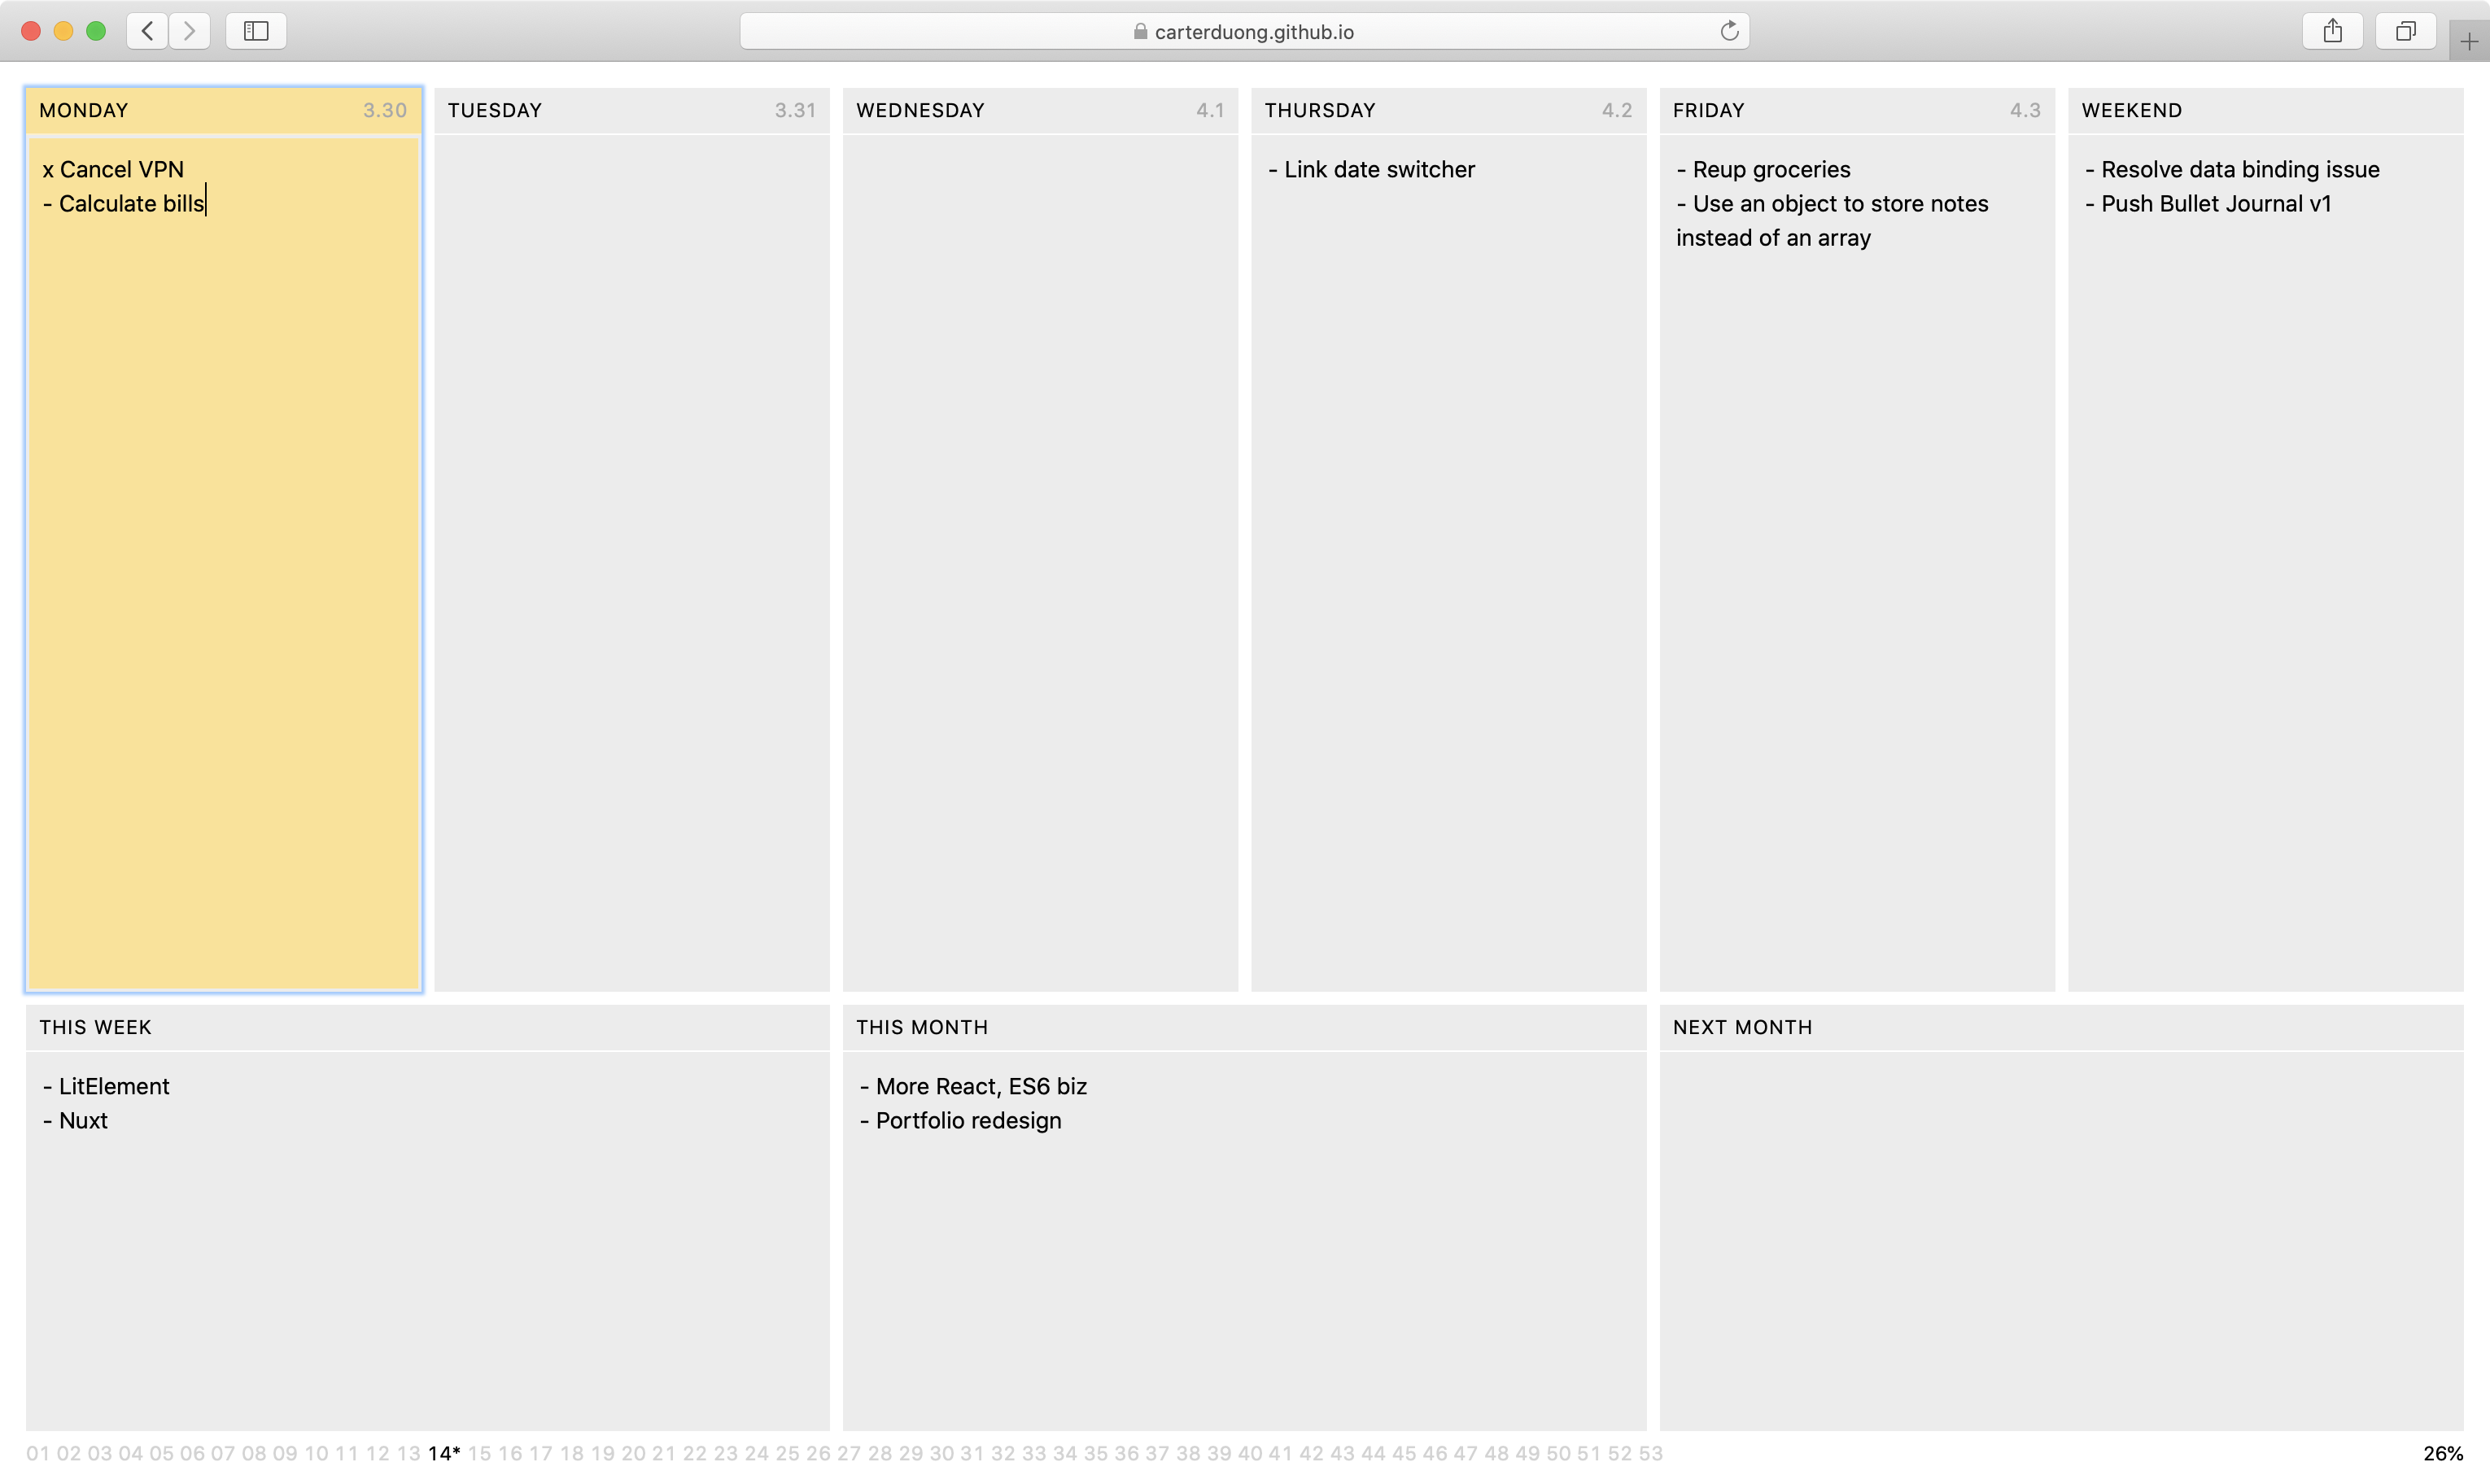 carterduong.github.io
MONDAY 3.30
x Cancel VPN
- Calculate bills
TUESDAY 3.31
WEDNESDAY 4.1
THURSDAY 4.2
- Link date switcher
FRIDAY 4.3
- Reup groceries
- Use an object to store notes
instead of an array
WEEKEND
- Resolve data binding issue
- Push Bullet Journal v1
THIS WEEK
- LitElement
- Nuxt
THIS MONTH
- More React, ES6 biz
- Portfolio redesign
NEXT MONTH
01 02 03 04 05 06 07 08 09 10 11 12 13 14* 15 16 17 18 19 20 21 22 23 24 25 26 27 28 29 30 31 32 33 34 35 36 37 38 39 40 41 42 43 44 45 46 47 48 49 50 51 52 53 26%